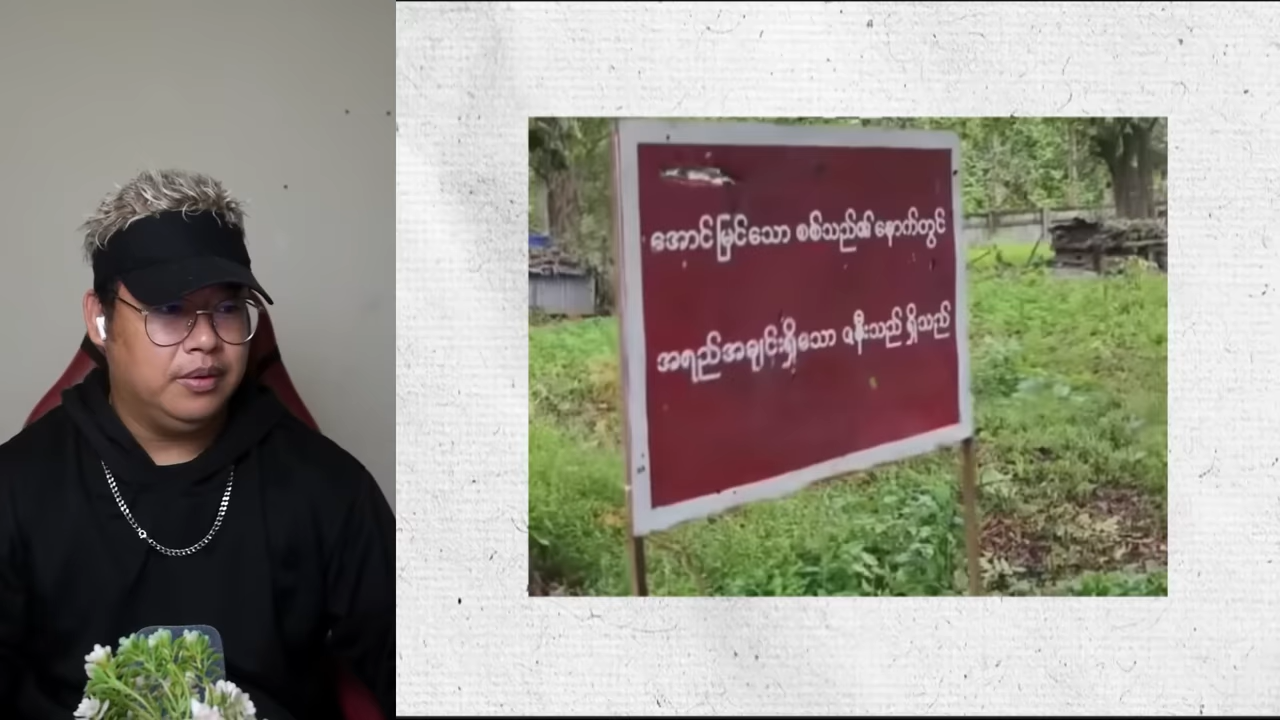 အောင်မြင်သော စစ်သည်၏ နောက်တွင်
အရည်အချင်းရှိသော ဇနီးသည် ရှိသည်